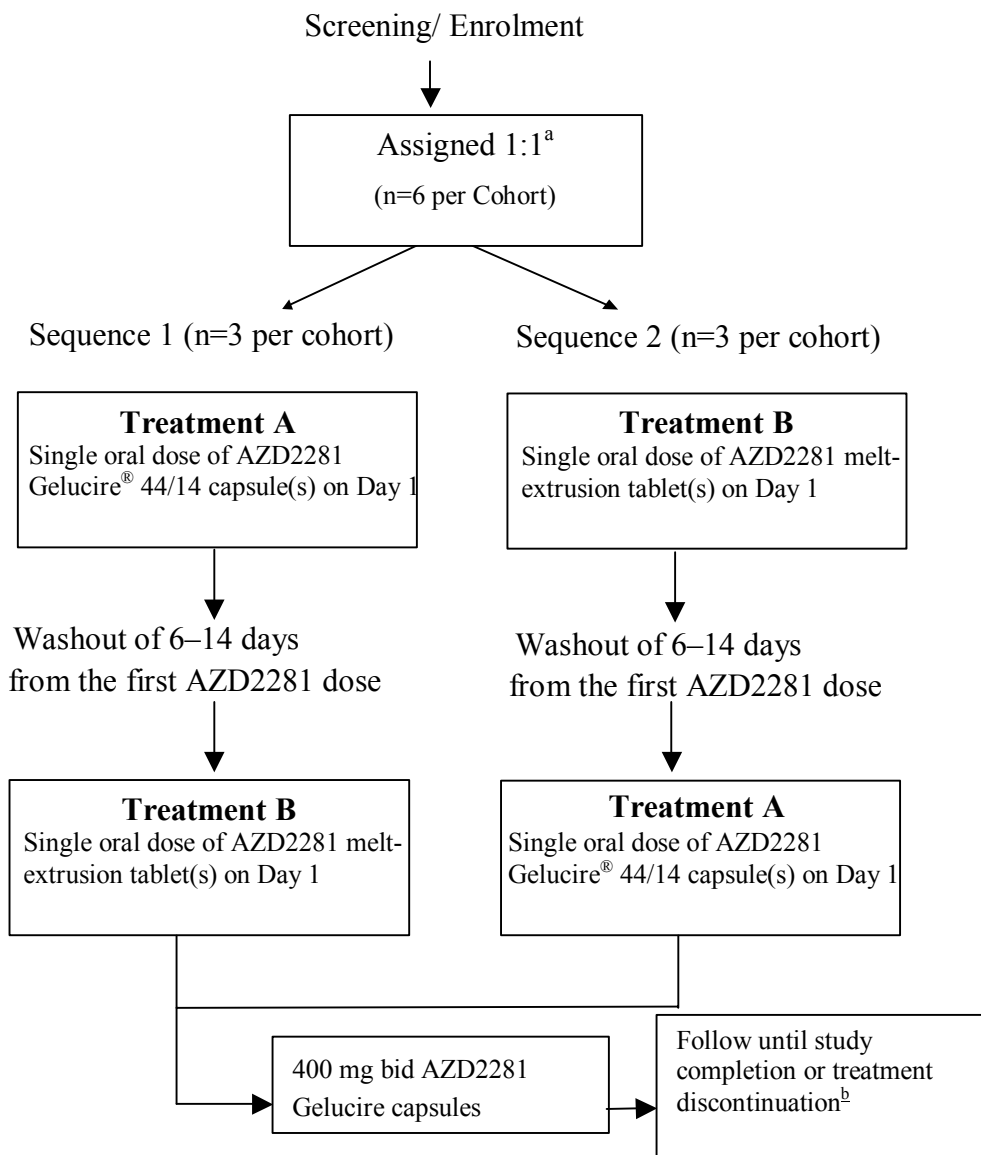 Screening/ Enrolment
Assigned 1:1ᵃ
(n=6 per Cohort)
Sequence 1 (n=3 per cohort)
Treatment A
Single oral dose of AZD2281
Gelucire® 44/14 capsule(s) on Day 1
Washout of 6–14 days
from the first AZD2281 dose
Treatment B
Single oral dose of AZD2281 melt-
extrusion tablet(s) on Day 1
Sequence 2 (n=3 per cohort)
Treatment B
Single oral dose of AZD2281 melt-
extrusion tablet(s) on Day 1
Washout of 6–14 days
from the first AZD2281 dose
Treatment A
Single oral dose of AZD2281
Gelucire® 44/14 capsule(s) on Day 1
400 mg bid AZD2281
Gelucire capsules
Follow until study
completion or treatment
discontinuationᵇ